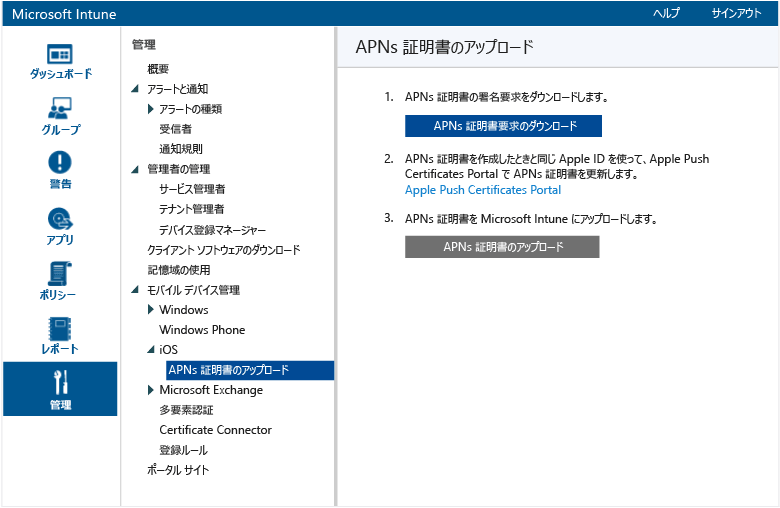 Microsoft Intune
ヘルプ サインアウト
ダッシュボード
グループ
警告
アプリ
ポリシー
レポート
管理
管理
概要
アラートと通知
アラートの種類
受信者
通知規則
管理者の管理
サービス管理者
テナント管理者
デバイス登録マネージャー
クライアント ソフトウェアのダウンロード
記憶域の使用
モバイル デバイス管理
Windows
Windows Phone
iOS
APNs 証明書のアップロード
Microsoft Exchange
多要素認証
Certificate Connector
登録ルール
ポータル サイト
APNs 証明書のアップロード
1. APNs 証明書の署名要求をダウンロードします。
APNs 証明書要求のダウンロード
2. APNs 証明書を作成したときと同じ Apple ID を使って、Apple Push
Certificates Portal で APNs 証明書を更新します。
Apple Push Certificates Portal
3. APNs 証明書を Microsoft Intune にアップロードします。
APNs 証明書のアップロード